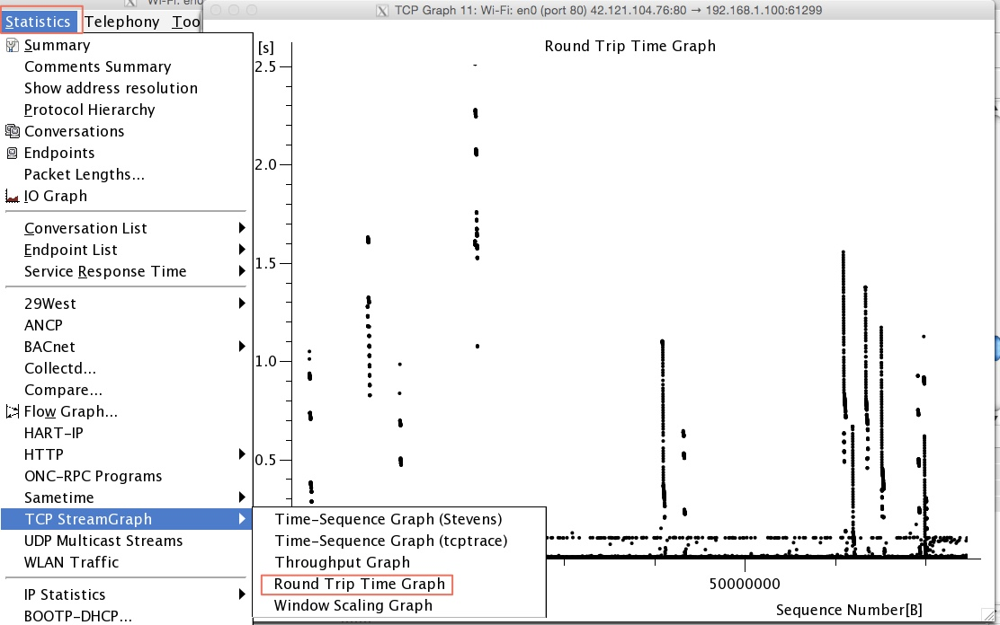 Wi-Fi: en0
TCP Graph 11: Wi-Fi: en0 (port 80) 42.121.104.76:80 → 192.168.1.100:61299
Statistics Telephony Too
Summary
Comments Summary
Show address resolution
Protocol Hierarchy
Conversations
Endpoints
Packet Lengths...
IO Graph
Conversation List
Endpoint List
Service Response Time
29West
ANCP
BACnet
Collectd...
Compare...
Flow Graph...
HART-IP
HTTP
ONC-RPC Programs
Sametime
TCP StreamGraph
UDP Multicast Streams
WLAN Traffic
IP Statistics
BOOTP-DHCP...
Time-Sequence Graph (Stevens)
Time-Sequence Graph (tcptrace)
Throughput Graph
Round Trip Time Graph
Window Scaling Graph
Round Trip Time Graph
[s]
2.5
2.0
1.5
1.0
0.5
50000000
Sequence Number[B]